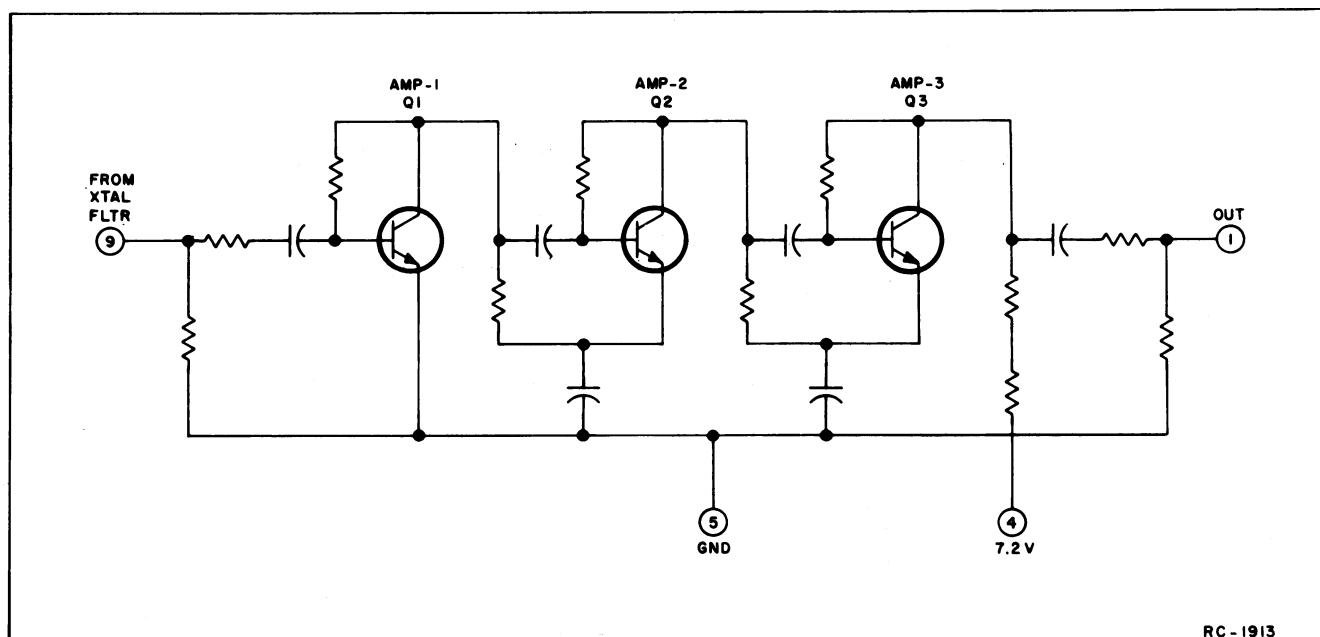 AMP-1
Q1
AMP-2
Q2
AMP-3
Q3
FROM
XTAL
FLTR
9
OUT
1
5
GND
4
7.2V
RC-1913